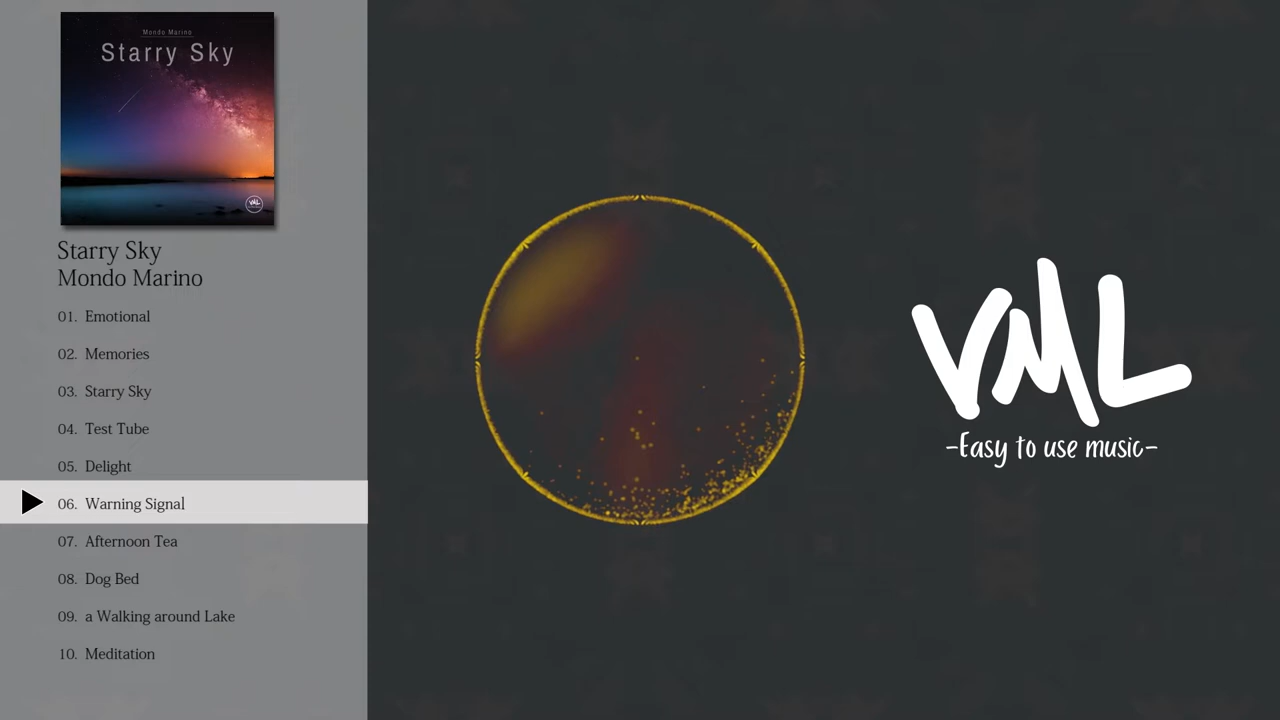 Mondo Marino
Starry Sky
VML
Starry Sky
Mondo Marino
01. Emotional
02. Memories
03. Starry Sky
04. Test Tube
05. Delight
06. Warning Signal
07. Afternoon Tea
08. Dog Bed
09. a Walking around Lake
10. Meditation
VML
-Easy to use music-